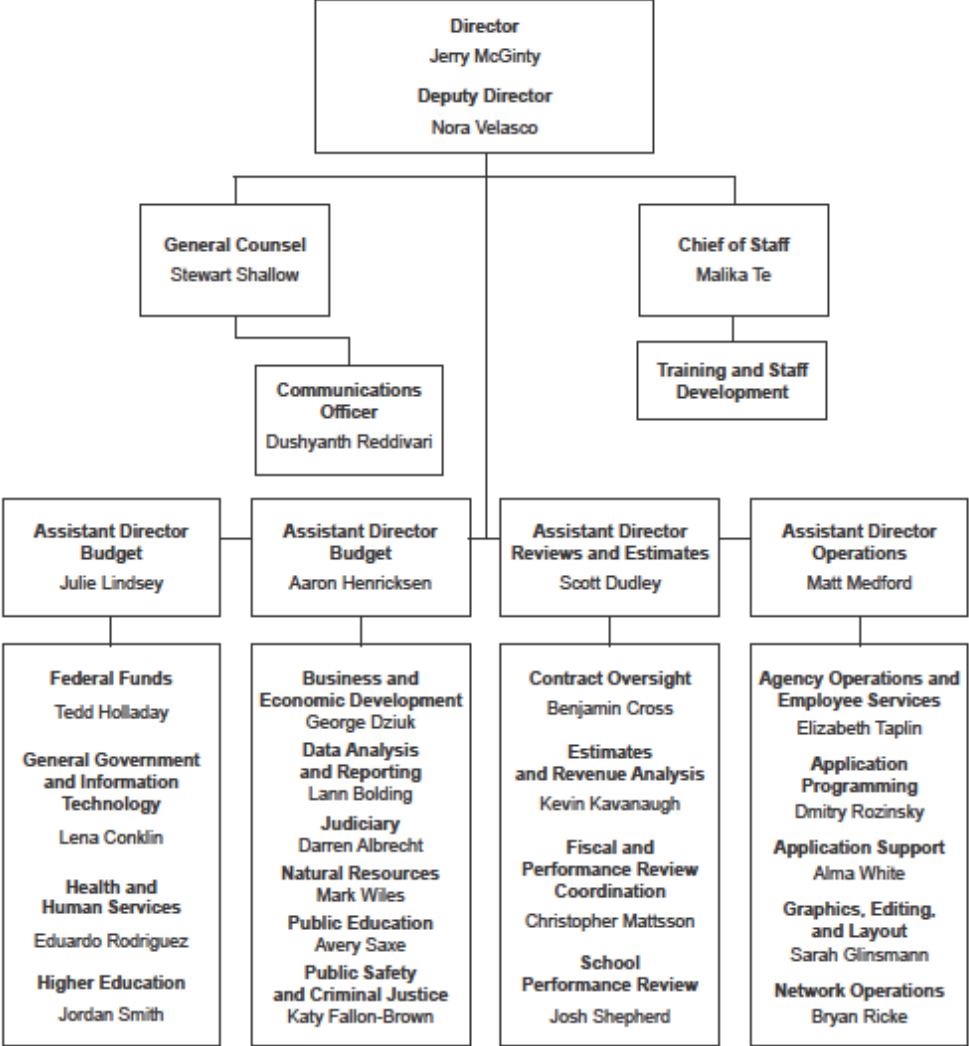 Director
Jerry McGinty
Deputy Director
Nora Velasco
General Counsel
Stewart Shallow
Chief of Staff
Malika Te
Communications
Officer
Dushyanth Reddivari
Training and Staff
Development
Assistant Director
Budget
Julie Lindsey
Assistant Director
Budget
Aaron Henricksen
Assistant Director
Reviews and Estimates
Scott Dudley
Assistant Director
Operations
Matt Medford
Federal Funds
Tedd Holladay
General Government
and Information
Technology
Lena Conklin
Health and
Human Services
Eduardo Rodriguez
Higher Education
Jordan Smith
Business and
Economic Development
George Dziuk
Data Analysis
and Reporting
Lann Bolding
Judiciary
Darren Albrecht
Natural Resources
Mark Wiles
Public Education
Avery Saxe
Public Safety
and Criminal Justice
Katy Fallon-Brown
Contract Oversight
Benjamin Cross
Estimates
and Revenue Analysis
Kevin Kavanaugh
Fiscal and
Performance Review
Coordination
Christopher Mattsson
School
Performance Review
Josh Shepherd
Agency Operations and
Employee Services
Elizabeth Taplin
Application
Programming
Dmitry Rozinsky
Application Support
Alma White
Graphics, Editing,
and Layout
Sarah Glinsmann
Network Operations
Bryan Ricke